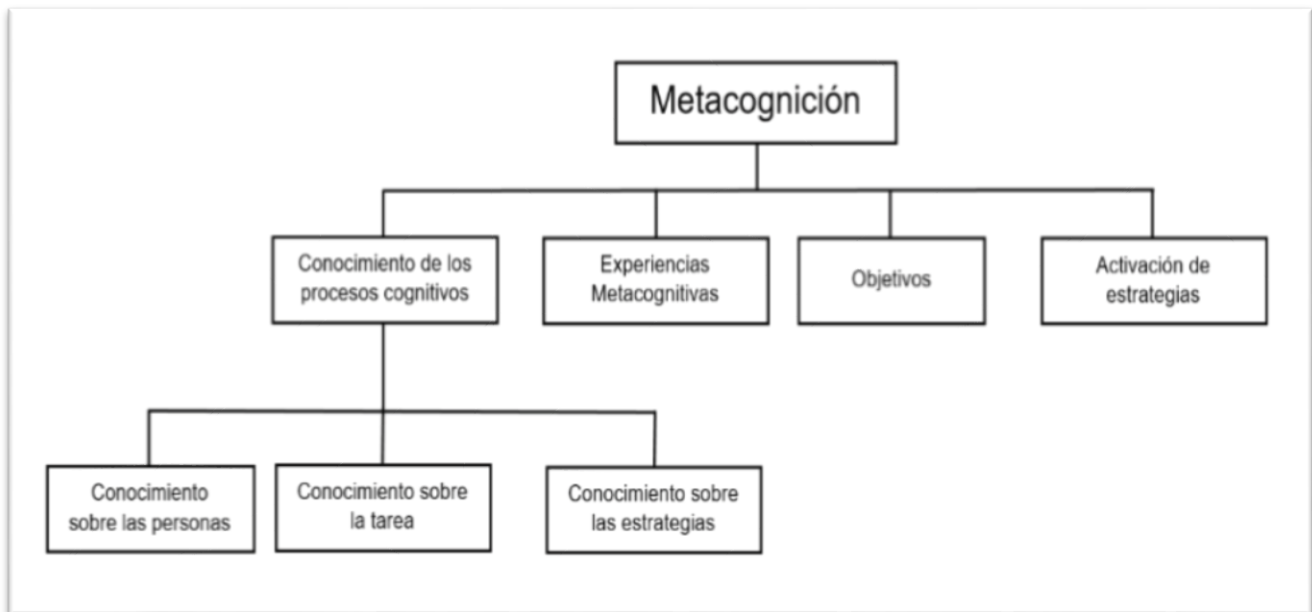 Metacognición
Conocimiento de los
procesos cognitivos
Experiencias
Metacognitivas
Objetivos
Activación de
estrategias
Conocimiento
sobre las personas
Conocimiento sobre
la tarea
Conocimiento sobre
las estrategias